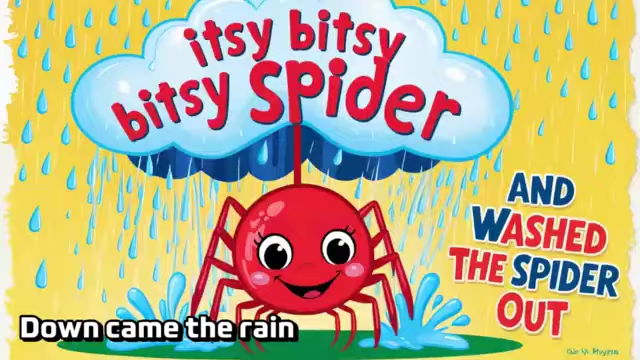 itsy bitsy
bitsy spider
AND
WASHED
THE SPIDER
OUT
Down came the rain